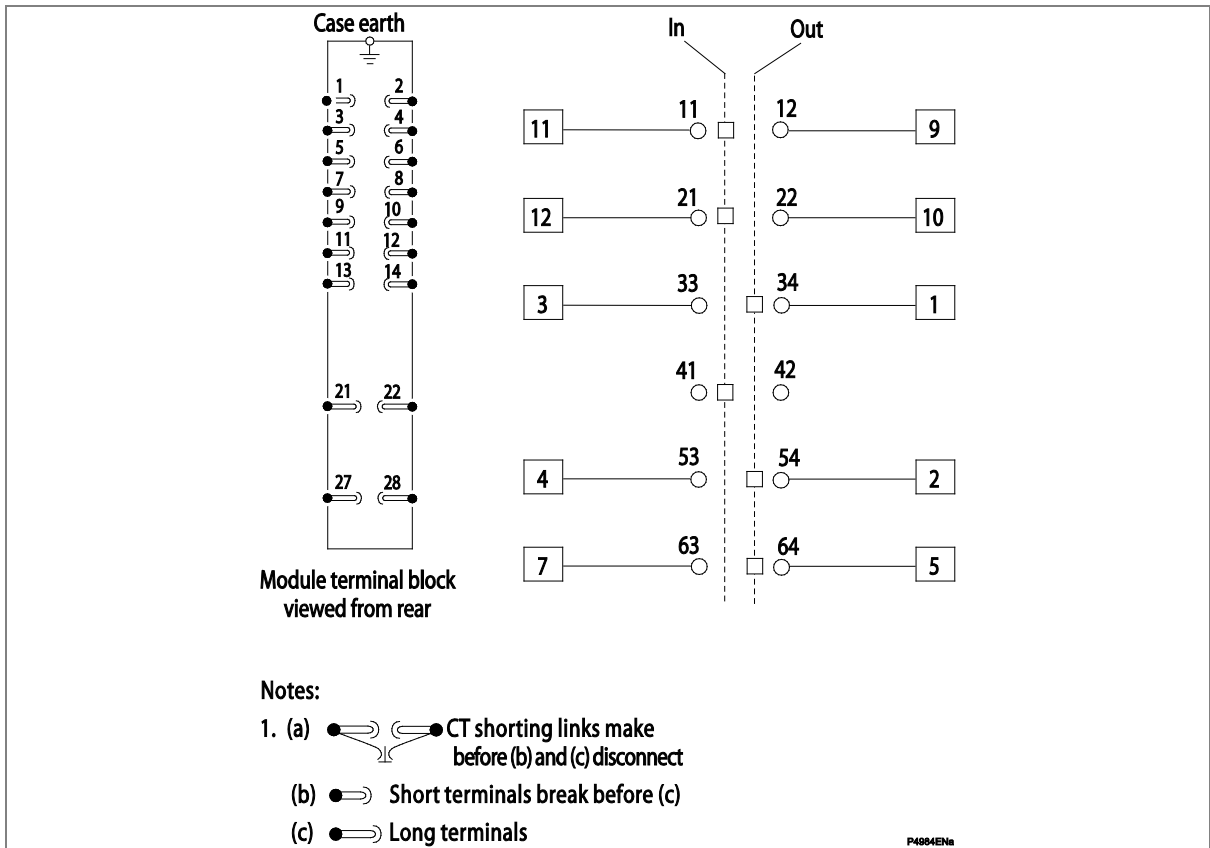 Case earth
1 2
3 4
5 6
7 8
9 10
11 12
13 14
21 22
27 28
Module terminal block
viewed from rear
In Out
11 11 12 9
12 21 22 10
3 33 34 1
41 42
4 53 54 2
7 63 64 5
Notes:
1. (a) CT shorting links make
before (b) and (c) disconnect
(b) Short terminals break before (c)
(c) Long terminals
P4984ENa